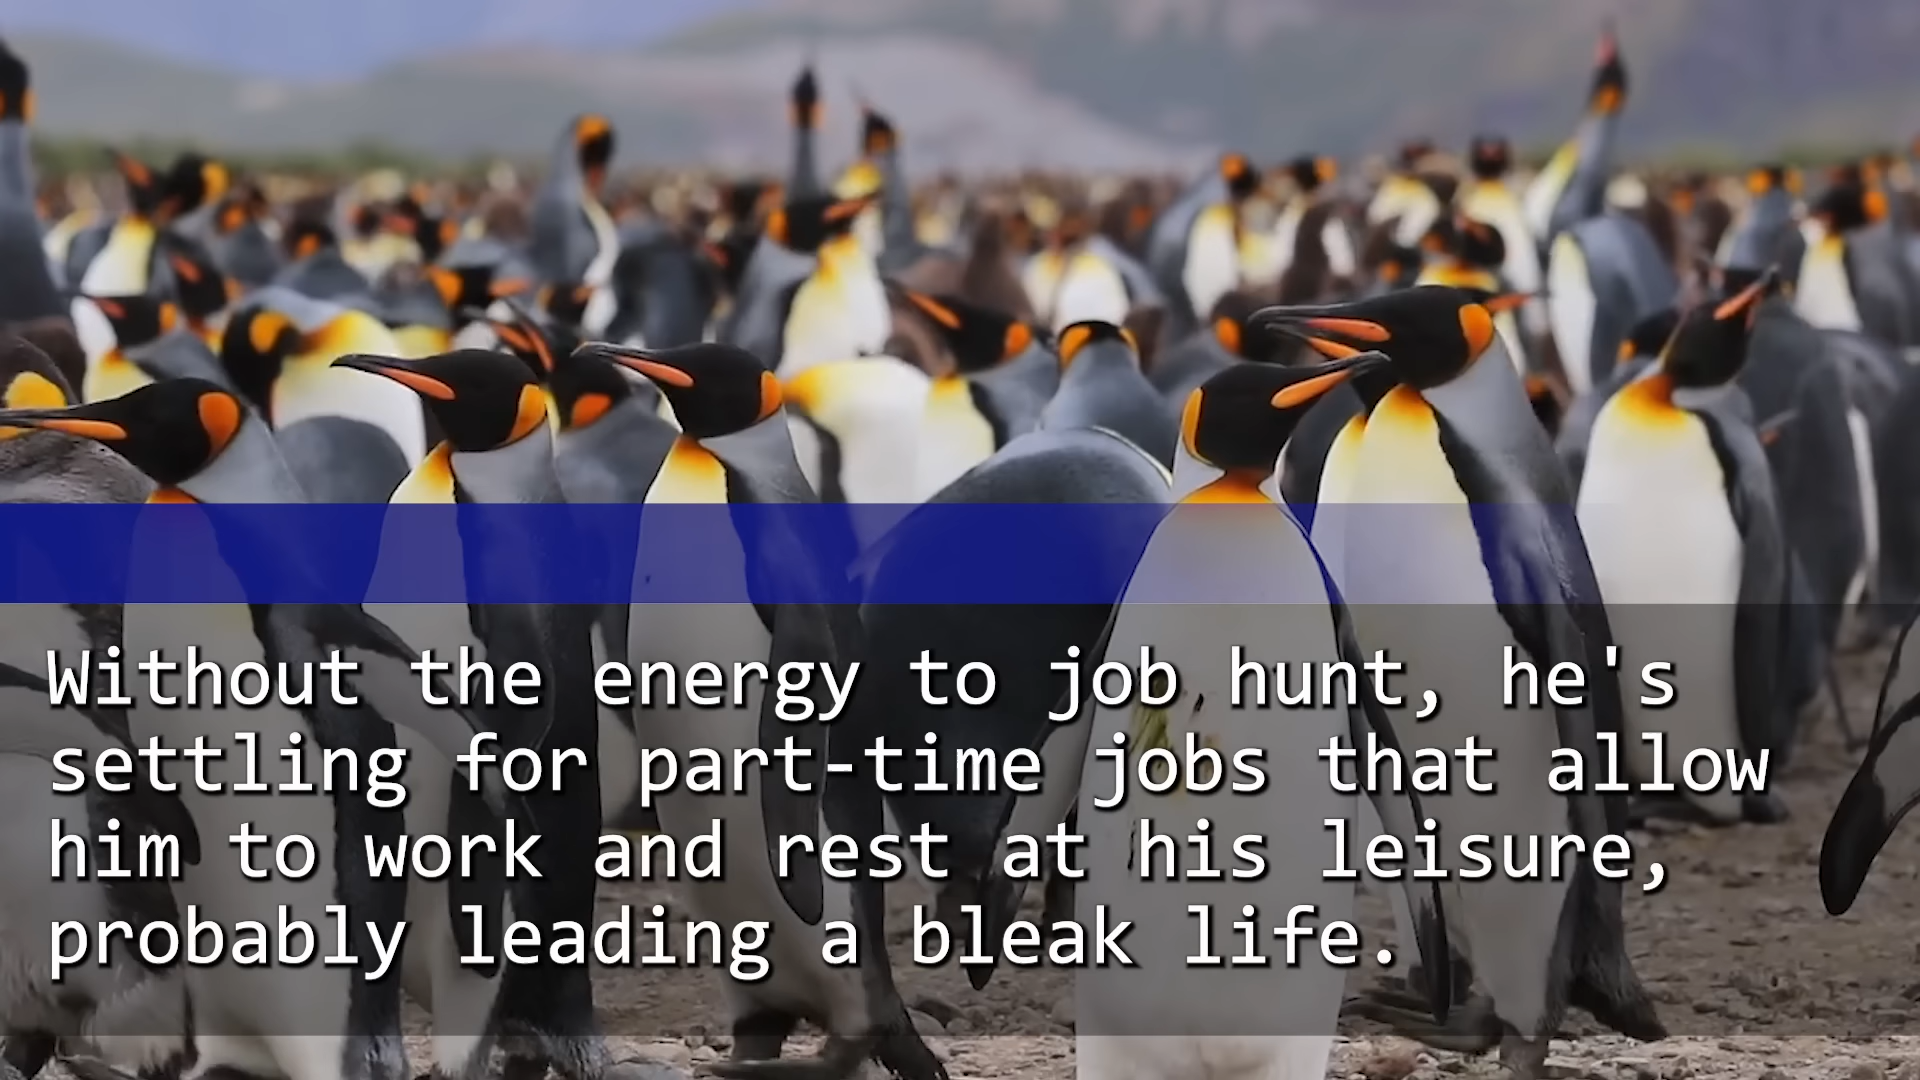 Without the energy to job hunt, he's
settling for part-time jobs that allow
him to work and rest at his leisure,
probably leading a bleak life.